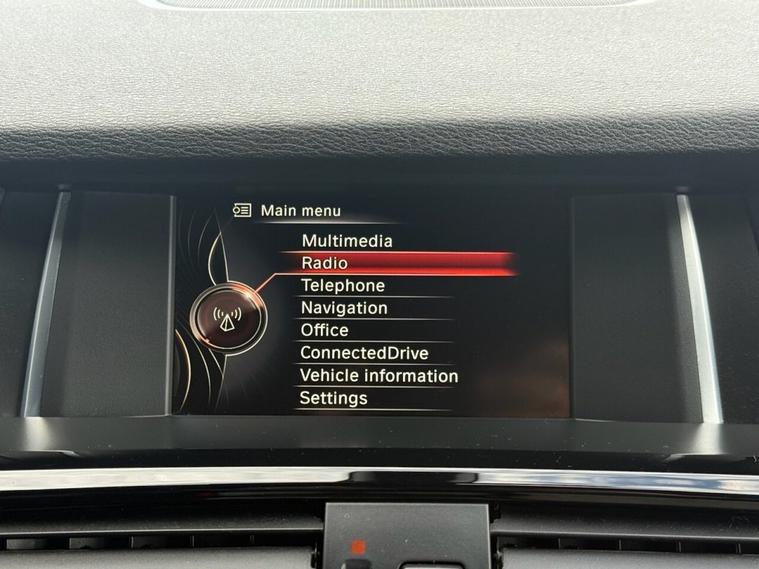 Main menu
Multimedia
Radio
Telephone
Navigation
Office
ConnectedDrive
Vehicle information
Settings